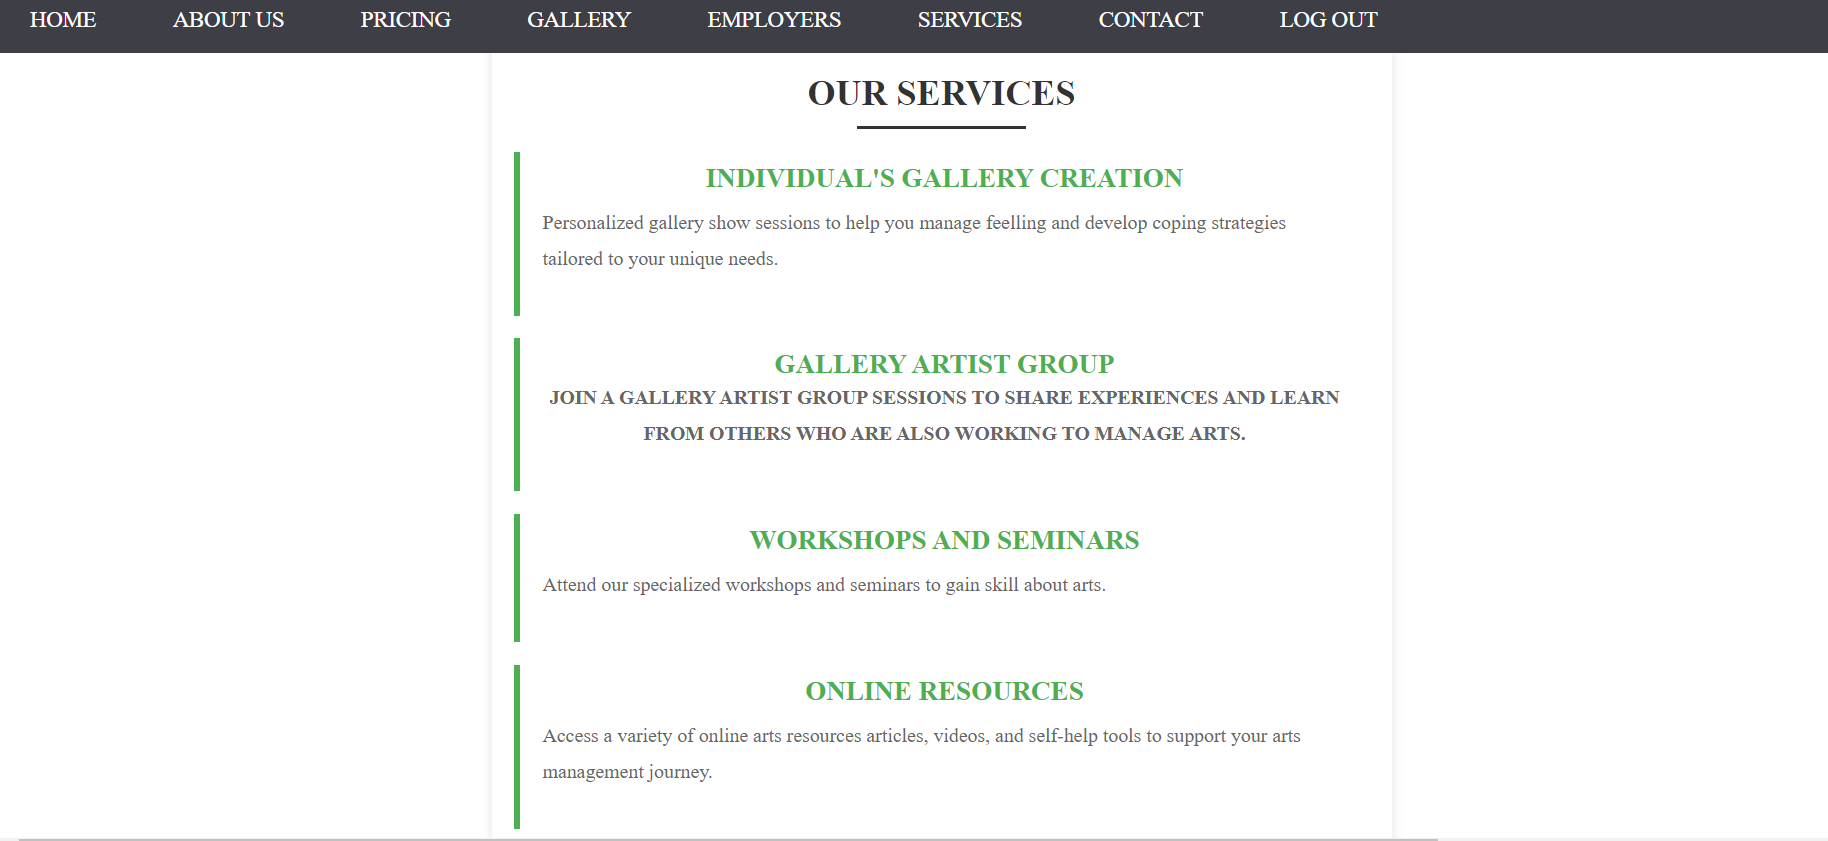 HOME ABOUT US PRICING GALLERY EMPLOYERS SERVICES CONTACT LOG OUT
OUR SERVICES
INDIVIDUAL'S GALLERY CREATION
Personalized gallery show sessions to help you manage feelling and develop coping strategies
tailored to your unique needs.
GALLERY ARTIST GROUP
JOIN A GALLERY ARTIST GROUP SESSIONS TO SHARE EXPERIENCES AND LEARN
FROM OTHERS WHO ARE ALSO WORKING TO MANAGE ARTS.
WORKSHOPS AND SEMINARS
Attend our specialized workshops and seminars to gain skill about arts.
ONLINE RESOURCES
Access a variety of online arts resources articles, videos, and self-help tools to support your arts
management journey.